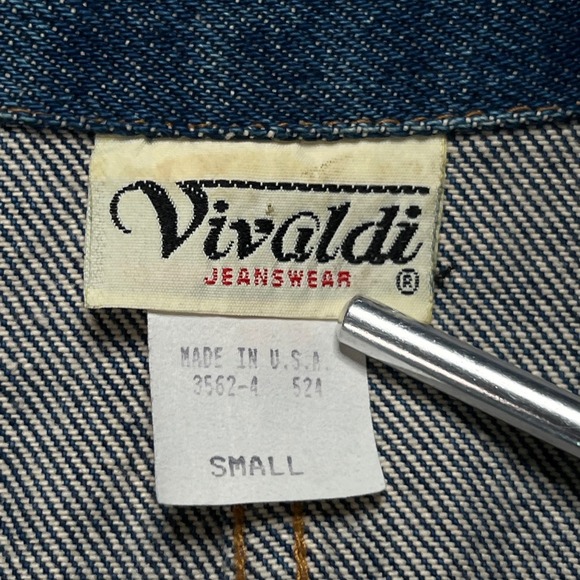 Vivaldi
JEANSWEAR ®
MADE IN U.S.A.
3562-4 524
SMALL